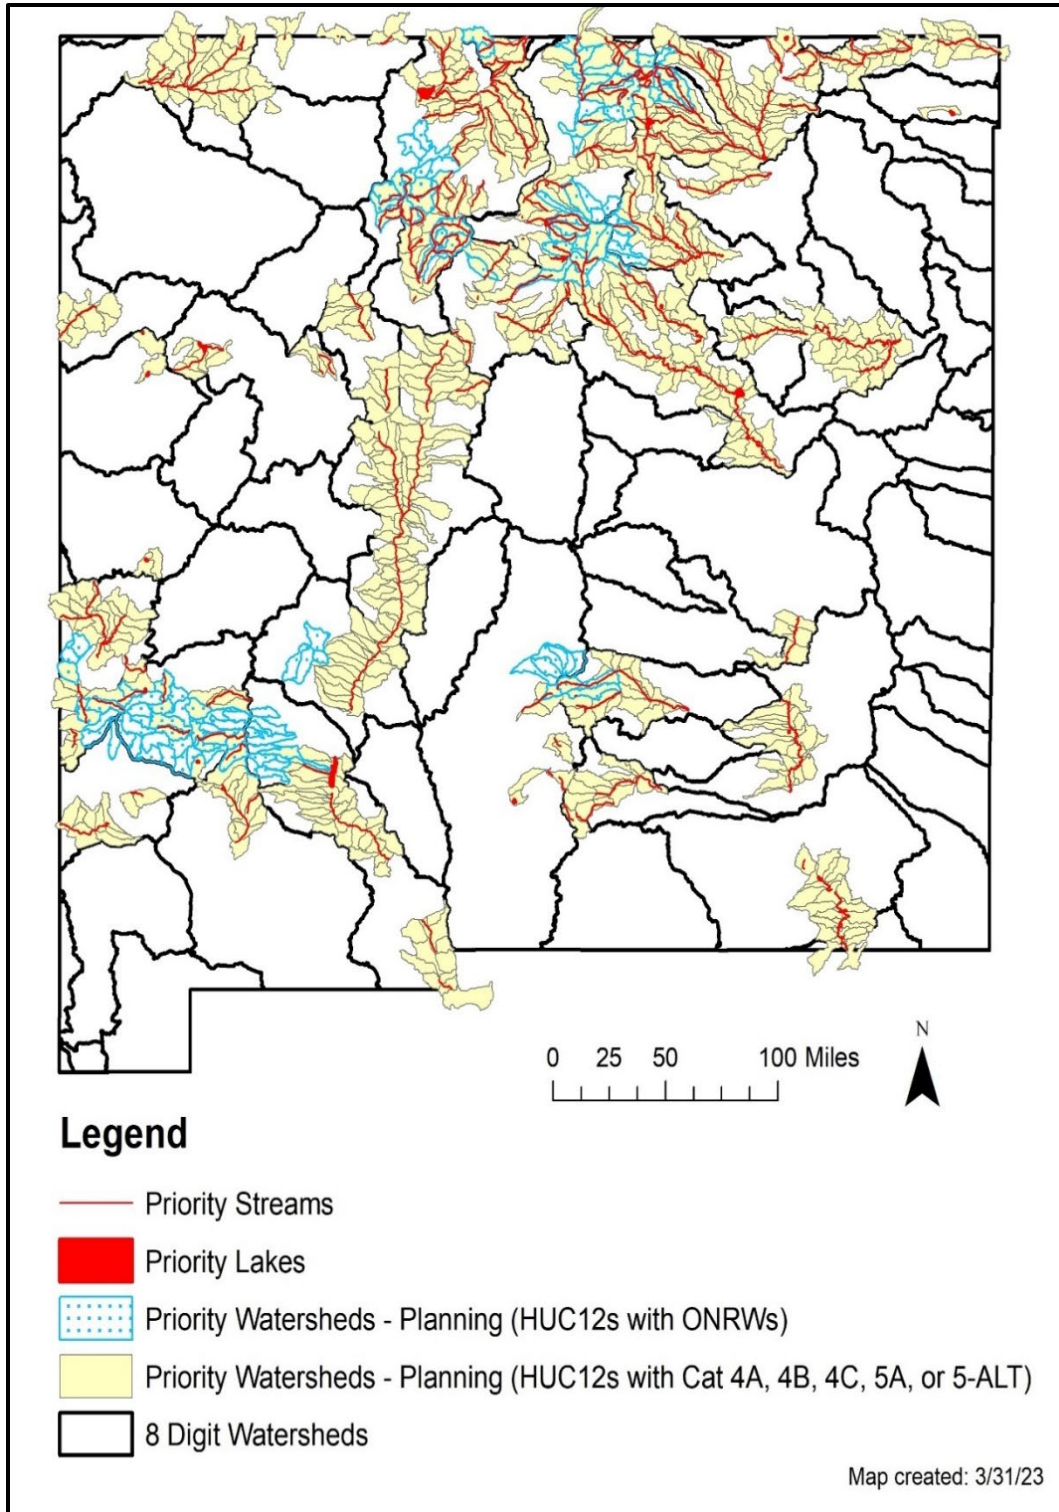 N
0 25 50 100 Miles
Legend
Priority Streams
Priority Lakes
Priority Watersheds - Planning (HUC12s with ONRWs)
Priority Watersheds - Planning (HUC12s with Cat 4A, 4B, 4C, 5A, or 5-ALT)
8 Digit Watersheds
Map created: 3/31/23